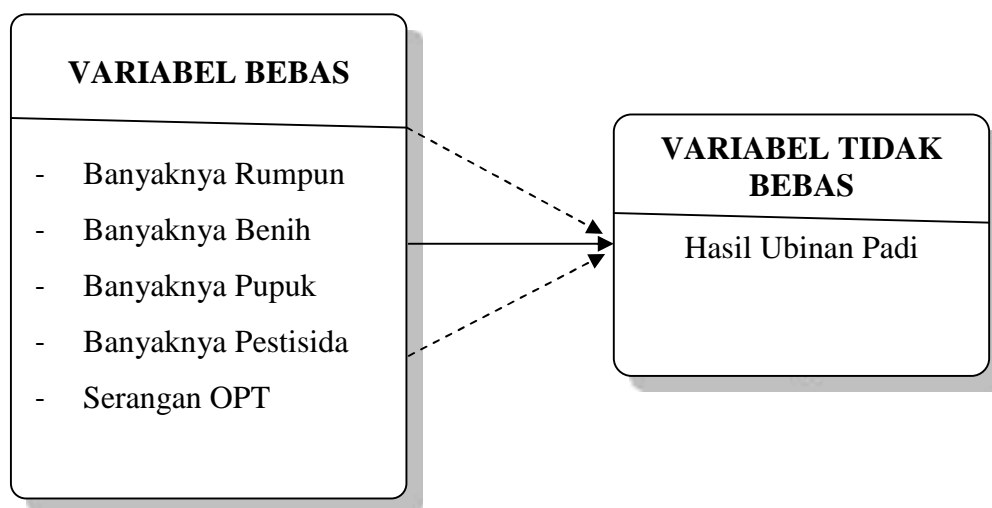 VARIABEL BEBAS
- Banyaknya Rumpun
- Banyaknya Benih
- Banyaknya Pupuk
- Banyaknya Pestisida
- Serangan OPT
VARIABEL TIDAK
BEBAS
Hasil Ubinan Padi